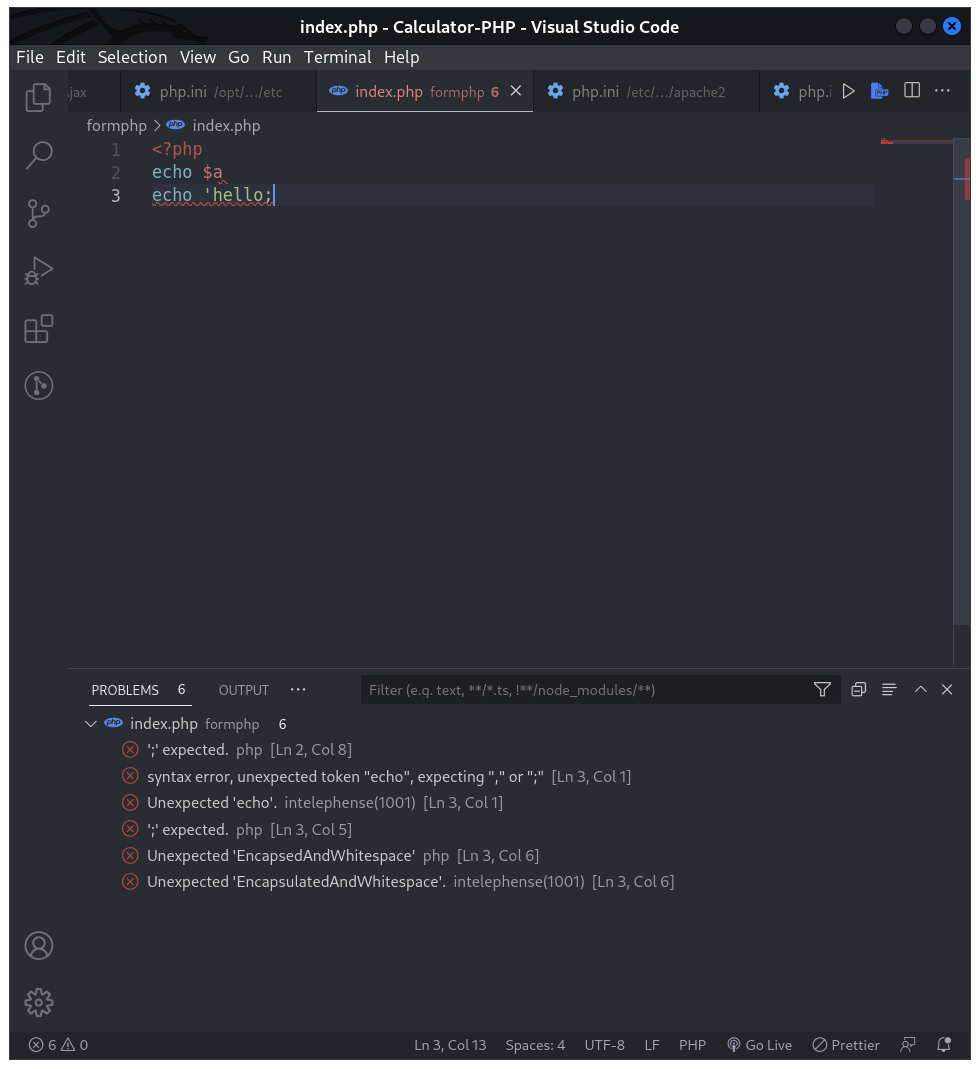 index.php - Calculator-PHP - Visual Studio Code
File Edit Selection View Go Run Terminal Help
.jax php.ini /opt/.../etc php index.php formphp 6 php.ini /etc/.../apache2 php.i
formphp > php index.php
1 <?php
2 echo $a
3 echo 'hello;
PROBLEMS 6 OUTPUT ··· Filter (e.g. text, **/*.ts, !**/node_modules/**)
php index.php formphp 6
';' expected. php [Ln 2, Col 8]
syntax error, unexpected token "echo", expecting "," or ";" [Ln 3, Col 1]
Unexpected 'echo'. intelephense(1001) [Ln 3, Col 1]
';' expected. php [Ln 3, Col 5]
Unexpected 'EncapsedAndWhitespace' php [Ln 3, Col 6]
Unexpected 'EncapsulatedAndWhitespace'. intelephense(1001) [Ln 3, Col 6]
6 0 Ln 3, Col 13 Spaces: 4 UTF-8 LF PHP Go Live Prettier